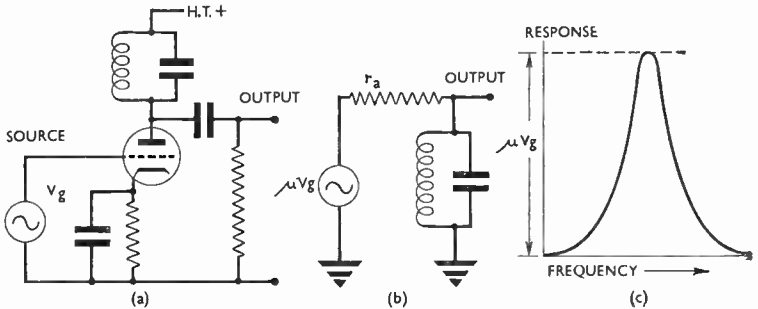 H.T. +
OUTPUT
SOURCE
Vg
(a)
ra
OUTPUT
μVg
(b)
RESPONSE
μVg
FREQUENCY
(c)